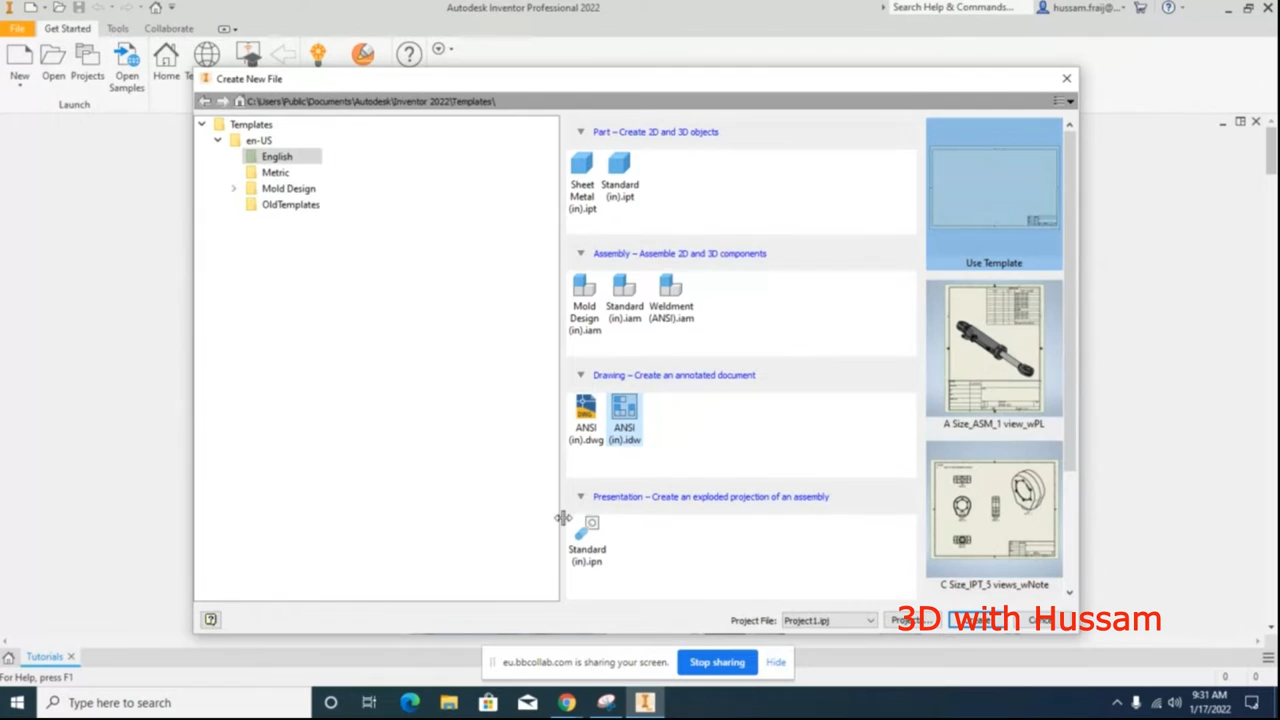 Autodesk Inventor Professional 2022
Search Help & Commands...
hussam.fraij@...
File
Get Started
Tools
Collaborate
New
Open
Projects
Open
Samples
Home
Launch
Create New File
C:\Users\Public\Documents\Autodesk\Inventor 2022\Templates\
Templates
en-US
English
Metric
Mold Design
OldTemplates
Part – Create 2D and 3D objects
Sheet
Metal
(in).ipt
Standard
(in).ipt
Assembly – Assemble 2D and 3D components
Mold
Design
(in).iam
Standard
(in).iam
Weldment
(ANSI).iam
Drawing – Create an annotated document
DWG
ANSI
(in).dwg
ANSI
(in).idw
Presentation – Create an exploded projection of an assembly
Standard
(in).ipn
Use Template
A Size_ASM_1 view_wPL
C Size_IPT_5 views_wNote
Project File:
Project1.ipj
3D with Hussam
Tutorials
eu.bbcollab.com is sharing your screen.
Stop sharing
Hide
For Help, press F1
0
0
Type here to search
9:31 AM
1/17/2022